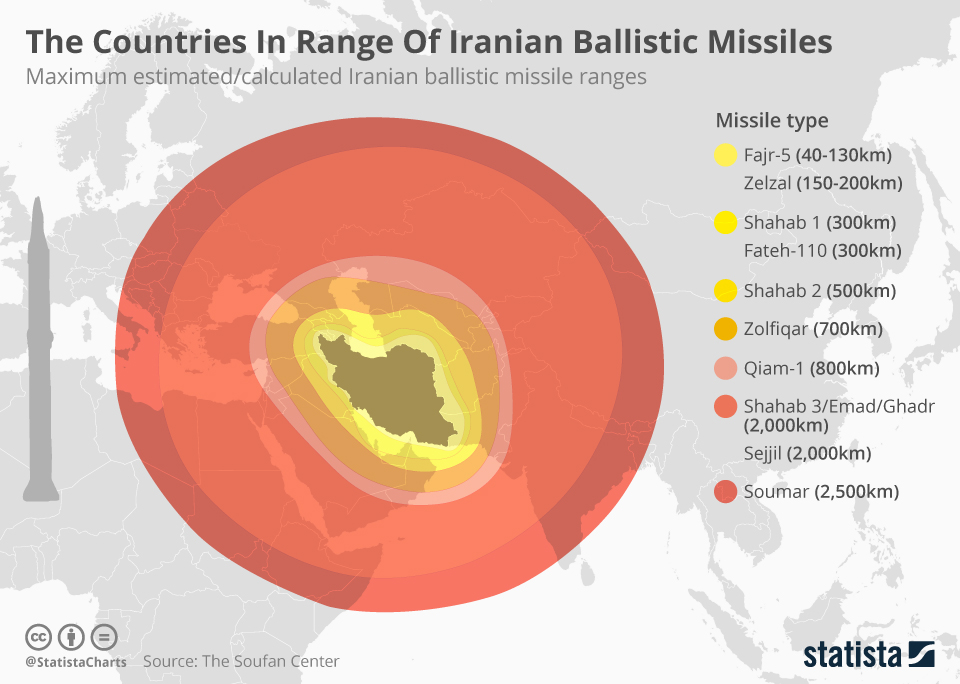 The Countries In Range Of Iranian Ballistic Missiles
Maximum estimated/calculated Iranian ballistic missile ranges
Missile type
Fajr-5 (40-130km)
Zelzal (150-200km)
Shahab 1 (300km)
Fateh-110 (300km)
Shahab 2 (500km)
Zolfiqar (700km)
Qiam-1 (800km)
Shahab 3/Emad/Ghadr
(2,000km)
Sejjil (2,000km)
Soumar (2,500km)
cc
@StatistaCharts Source: The Soufan Center
statista